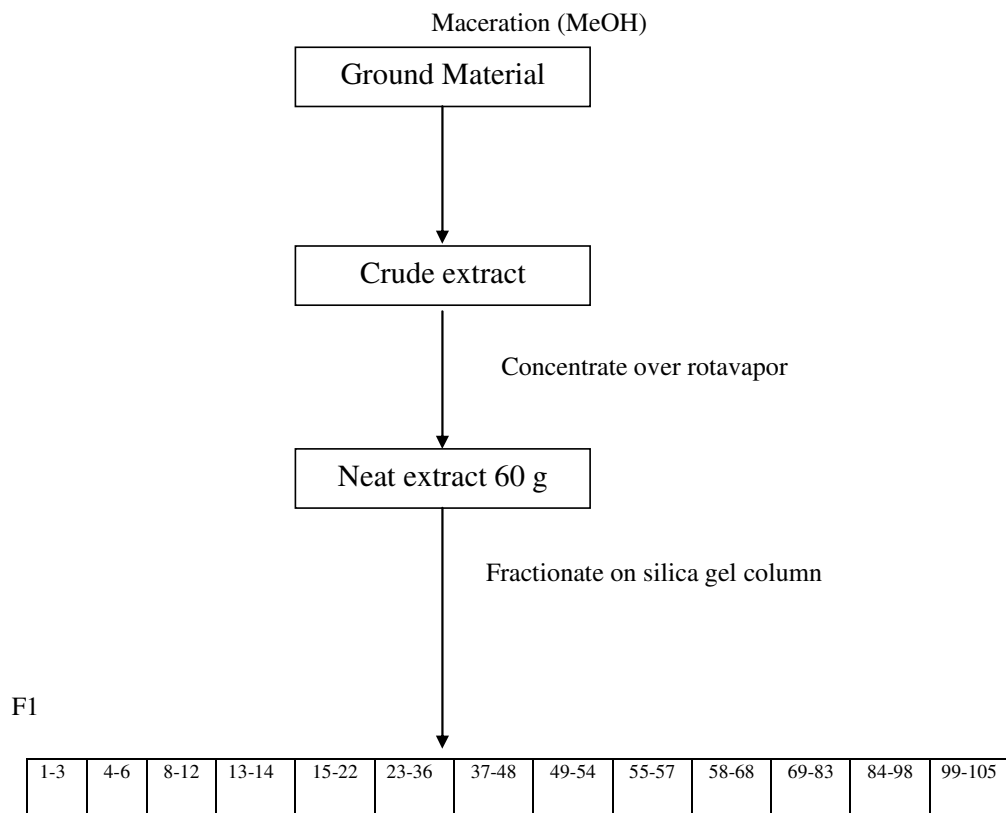 Maceration (MeOH)
Ground Material
Crude extract
Concentrate over rotavapor
Neat extract 60 g
Fractionate on silica gel column
F1
1-3 4-6 8-12 13-14 15-22 23-36 37-48 49-54 55-57 58-68 69-83 84-98 99-105